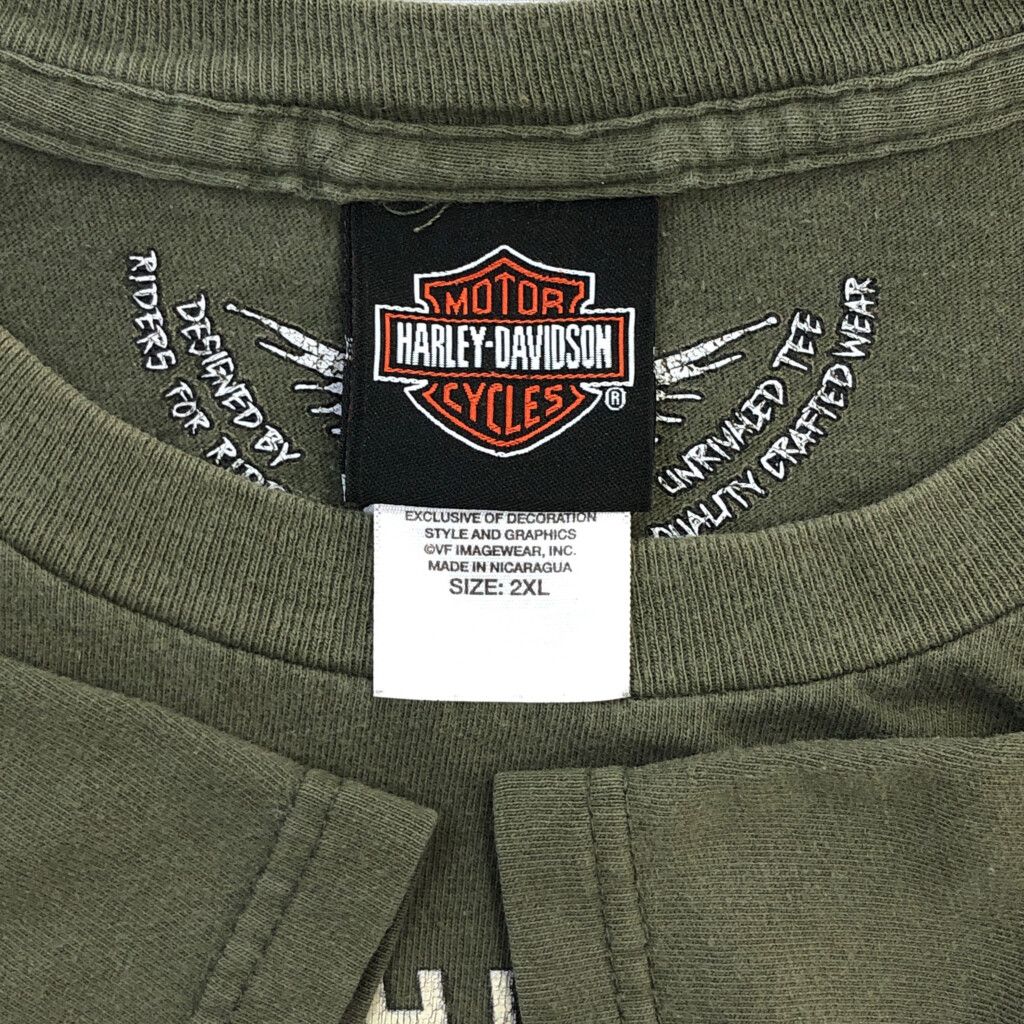 MOTOR
HARLEY-DAVIDSON
CYCLES
®
DESIGNED BY
RIDERS FOR
UNRIVALED TEE
QUALITY CRAFTED WEAR
EXCLUSIVE OF DECORATION
STYLE AND GRAPHICS
©VF IMAGEWEAR, INC.
MADE IN NICARAGUA
SIZE: 2XL